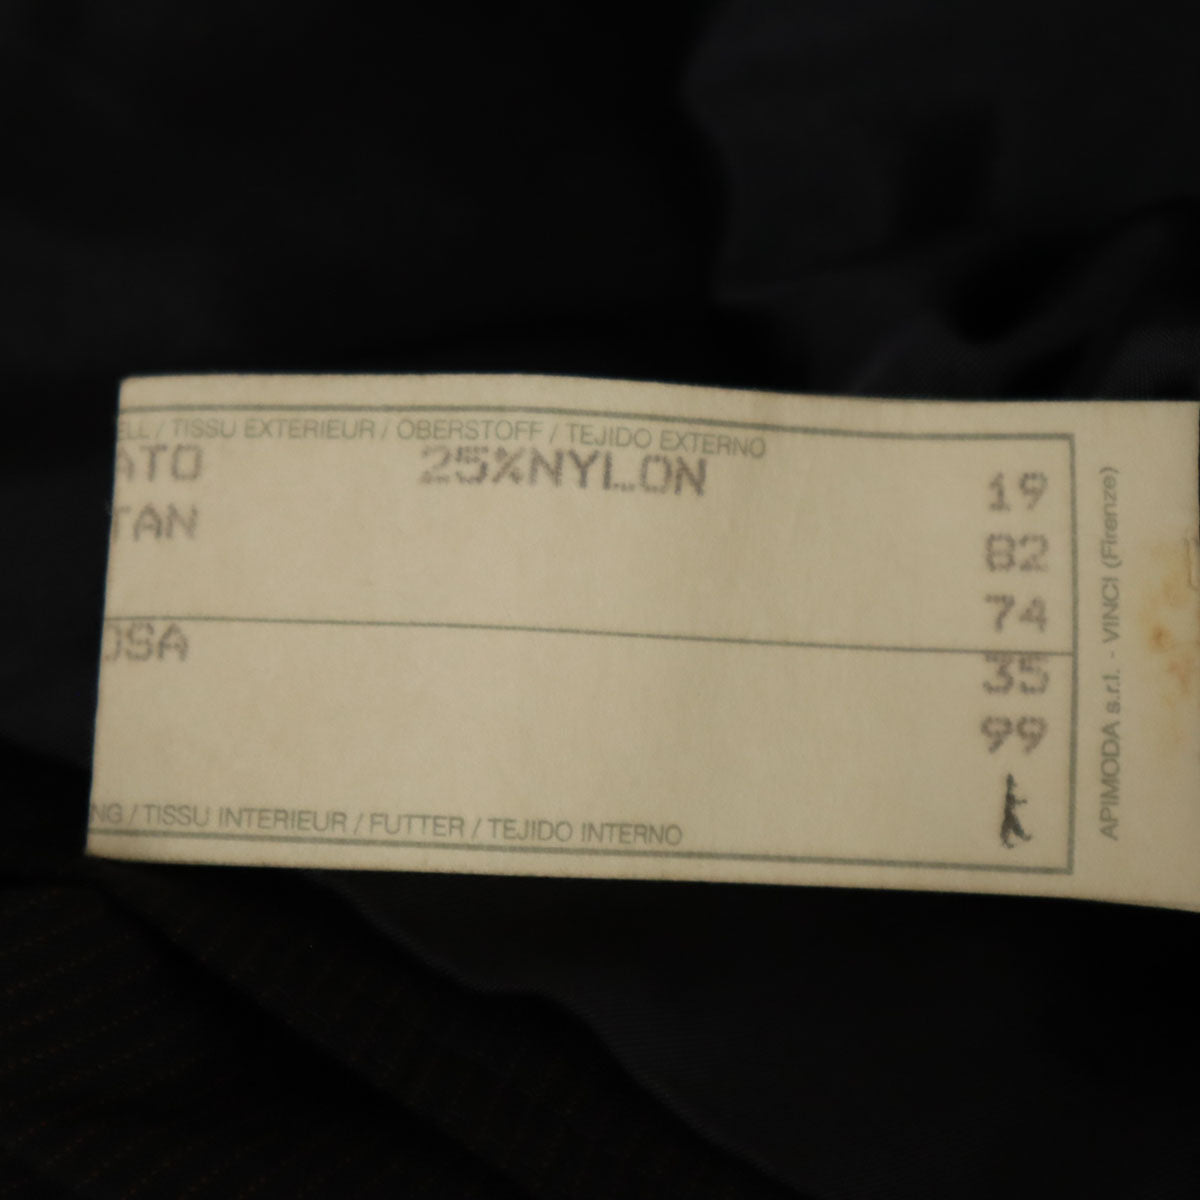 ELL / TISSU EXTERIEUR / OBERSTOFF / TEJIDO EXTERNO
ATO 25%NYLON 19
TAN 82
74
OSA 35
99
NG / TISSU INTERIEUR / FUTTER / TEJIDO INTERNO
APIMODA s.r.l. - VINCI (Firenze)